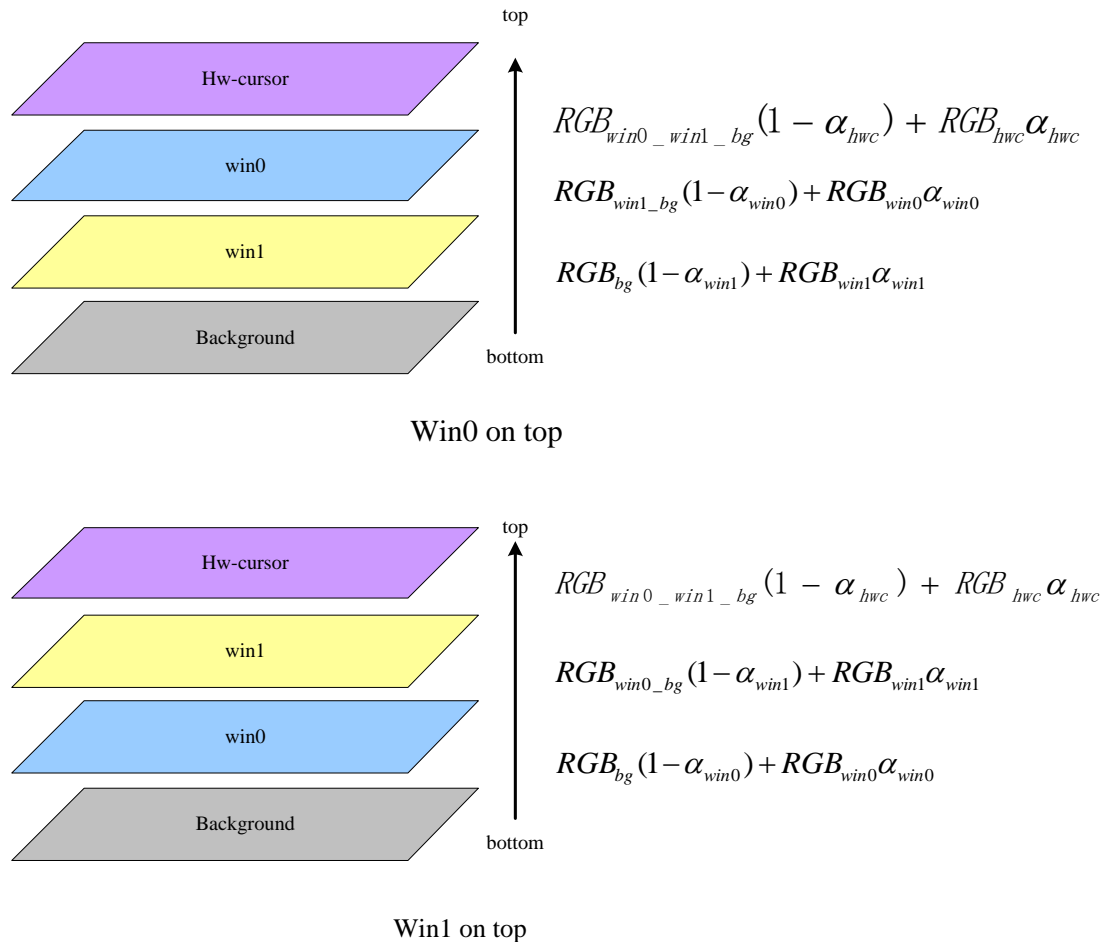 top
Hw-cursor
RGB_win0_win1_bg(1 - α_hwc) + RGB_hwc α_hwc
win0
RGB_win1_bg(1-α_win0)+RGB_win0 α_win0
win1
RGB_bg(1-α_win1)+RGB_win1 α_win1
Background
bottom
Win0 on top
top
Hw-cursor
RGB_win0_win1_bg(1 - α_hwc) + RGB_hwc α_hwc
win1
RGB_win0_bg(1-α_win1)+RGB_win1 α_win1
win0
RGB_bg(1-α_win0)+RGB_win0 α_win0
Background
bottom
Win1 on top